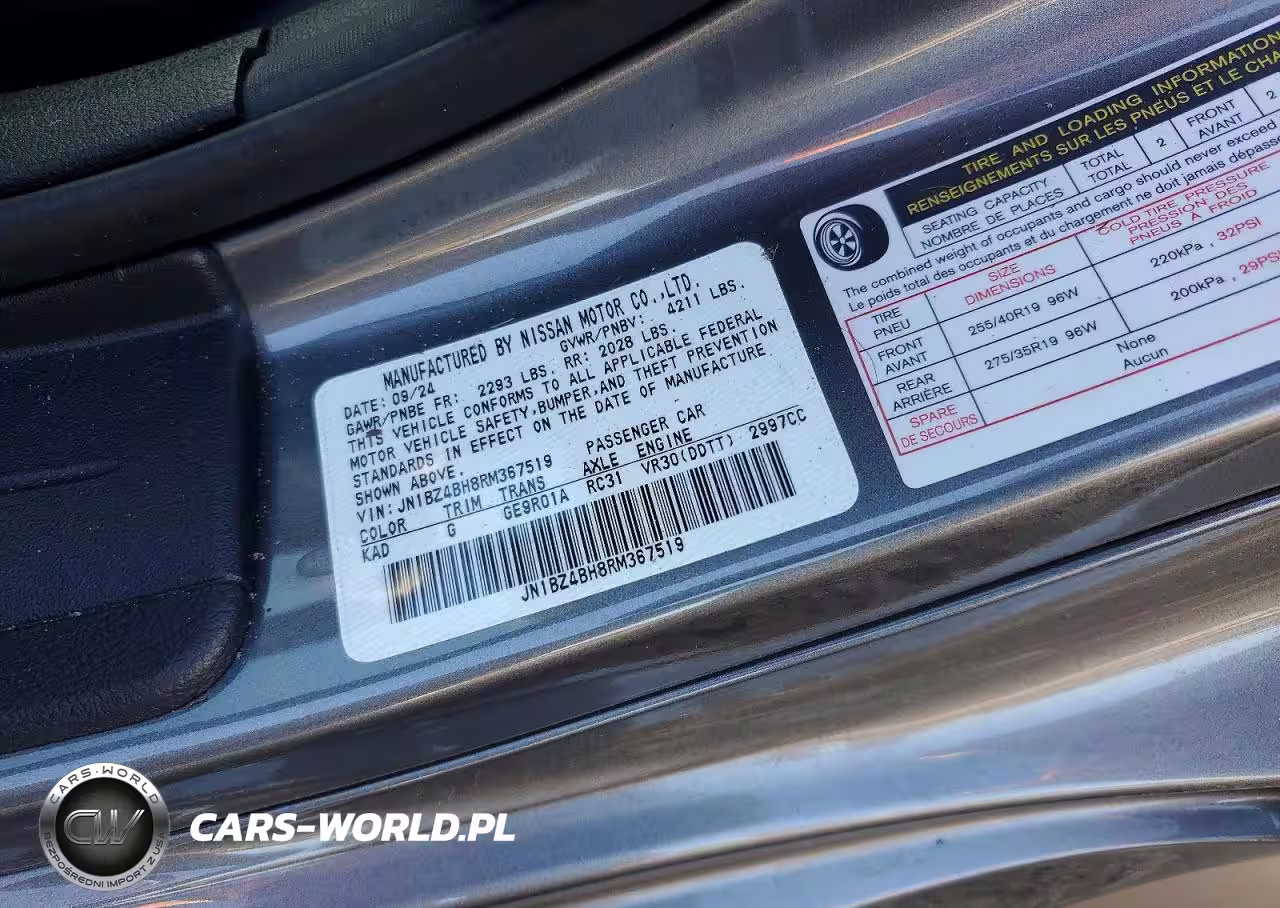 MANUFACTURED BY NISSAN MOTOR CO.,LTD.
DATE: 09/24 GVWR/PNBV: 4211 LBS.
GAWR/PNBE FR: 2293 LBS. RR: 2028 LBS.
THIS VEHICLE CONFORMS TO ALL APPLICABLE FEDERAL
MOTOR VEHICLE SAFETY,BUMPER,AND THEFT PREVENTION
STANDARDS IN EFFECT ON THE DATE OF MANUFACTURE
SHOWN ABOVE.
VIN: JN1BZ4BH8RM367519 PASSENGER CAR
COLOR TRIM TRANS AXLE ENGINE
KAD G GE9R01A RC31 VR30(DDTT) 2997CC
JN1BZ4BH8RM367519
TIRE AND LOADING INFORMATION
RENSEIGNEMENTS SUR LES PNEUS ET LE CHA
SEATING CAPACITY TOTAL 2 FRONT 2
NOMBRE DE PLACES TOTAL AVANT
The combined weight of occupants and cargo should never exceed
Le poids total des occupants et du chargement ne doit jamais dépasse
TIRE SIZE COLD TIRE PRESSURE
PNEU DIMENSIONS PRESSION DES
PNEUS À FROID
FRONT 255/40R19 96W 220kPa , 32PSI
AVANT
REAR 275/35R19 96W 200kPa , 29PSI
ARRIÈRE
SPARE None
DE SECOURS Aucun
CARS-WORLD
CW
BEZPOŚREDNI IMPORT Z USA
CARS-WORLD.PL